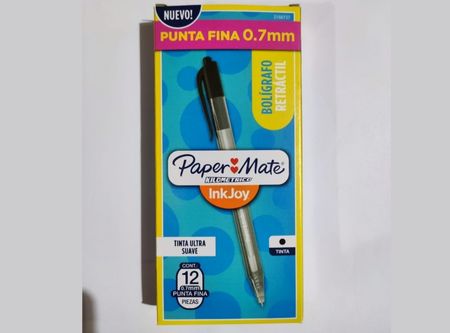 ¡NUEVO!
PUNTA FINA 0.7mm
BOLÍGRAFO
RETRÁCTIL
Paper Mate
KILOMETRICO
InkJoy
TINTA ULTRA
SUAVE
TINTA
CONT.
12
0.7mm
PUNTA FINA
PIEZAS